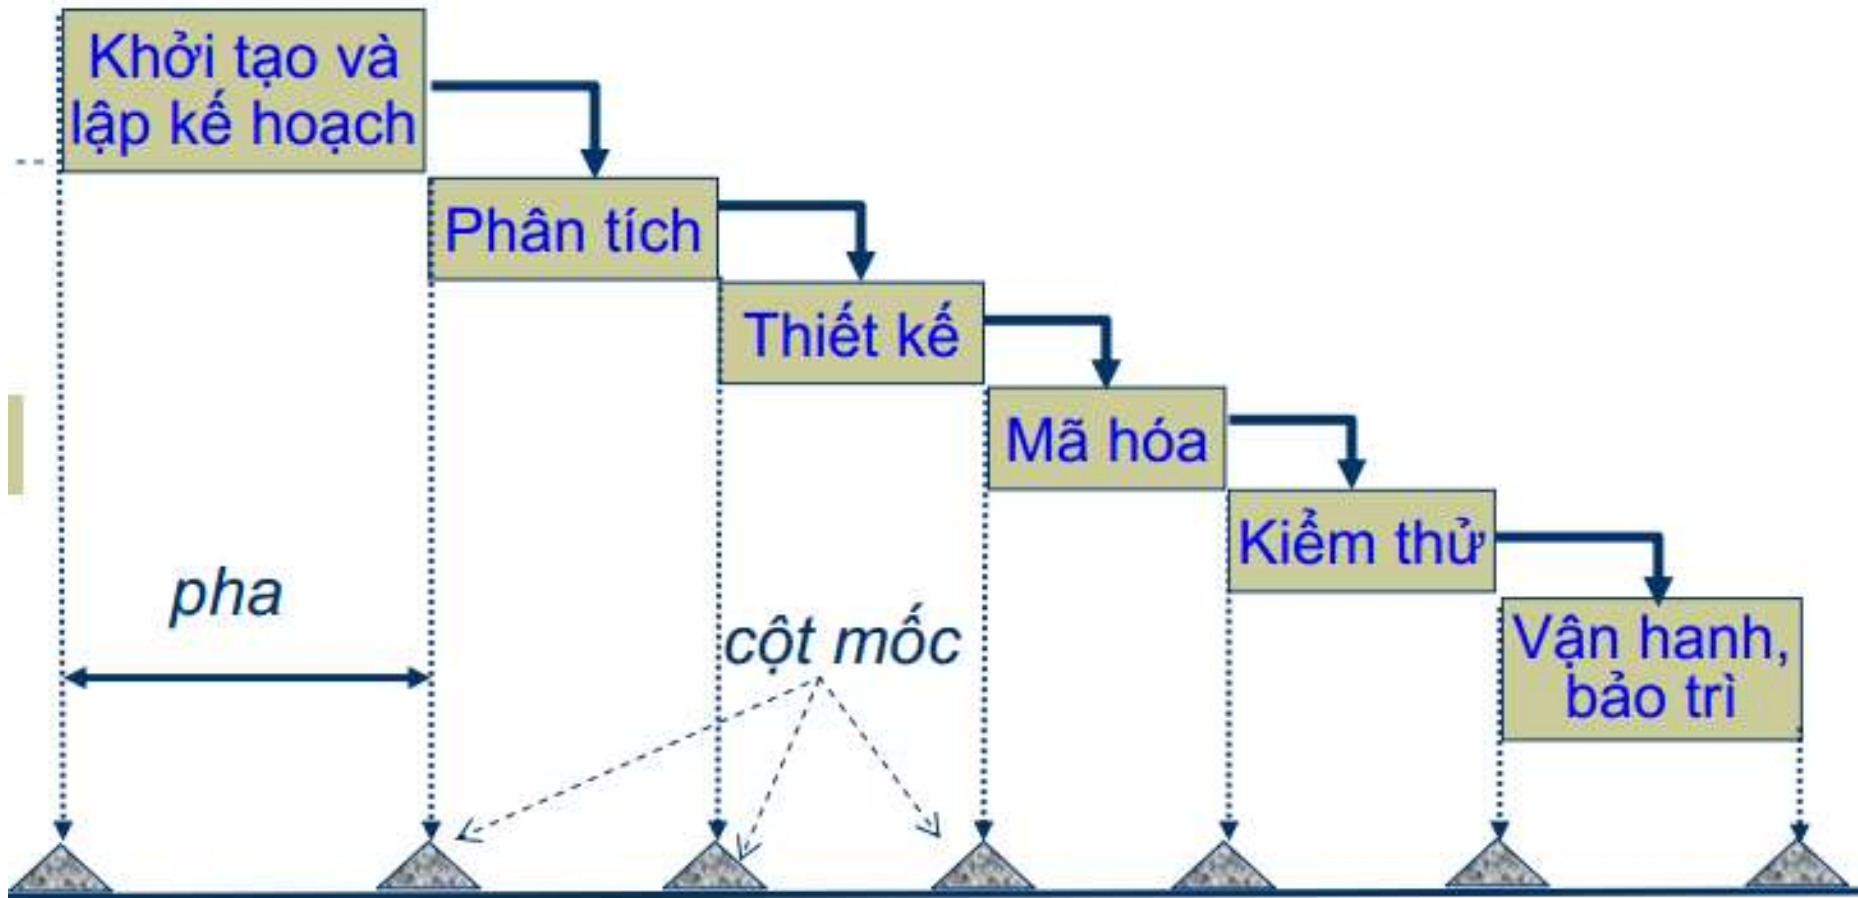 Khởi tạo và
lập kế hoạch
Phân tích
Thiết kế
Mã hóa
Kiểm thử
pha
cột mốc
Vận hanh,
bảo trì